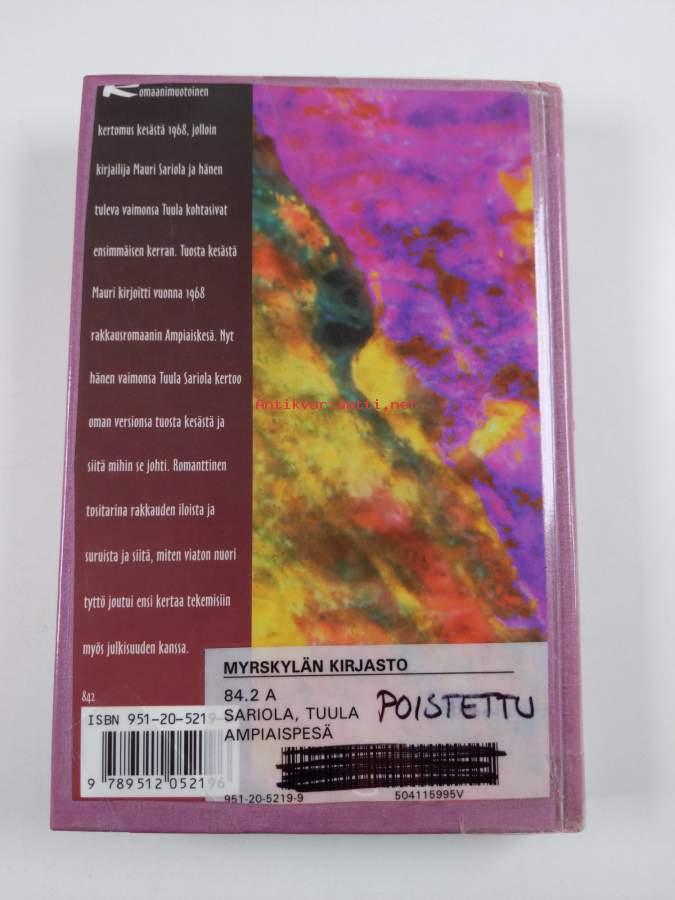 Romaanimuotoinen
kertomus kesästä 1968, jolloin
kirjailija Mauri Sariola ja hänen
tuleva vaimonsa Tuula kohtasivat
ensimmäisen kerran. Tuosta kesästä
Mauri kirjoitti vuonna 1968
rakkausromaanin Ampiaiskesä. Nyt
hänen vaimonsa Tuula Sariola kertoo
Antikvariaatti.net
oman versionsa tuosta kesästä ja
siitä mihin se johti. Romanttinen
tositarina rakkauden iloista ja
suruista ja siitä, miten viaton nuori
tyttö joutui ensi kertaa tekemisiin
myös julkisuuden kanssa.
842
ISBN 951-20-5219-9
9 789512 052196
MYRSKYLÄN KIRJASTO
84.2 A
SARIOLA, TUULA
AMPIAISPESÄ
POISTETTU
951-20-5219-9
504115995V